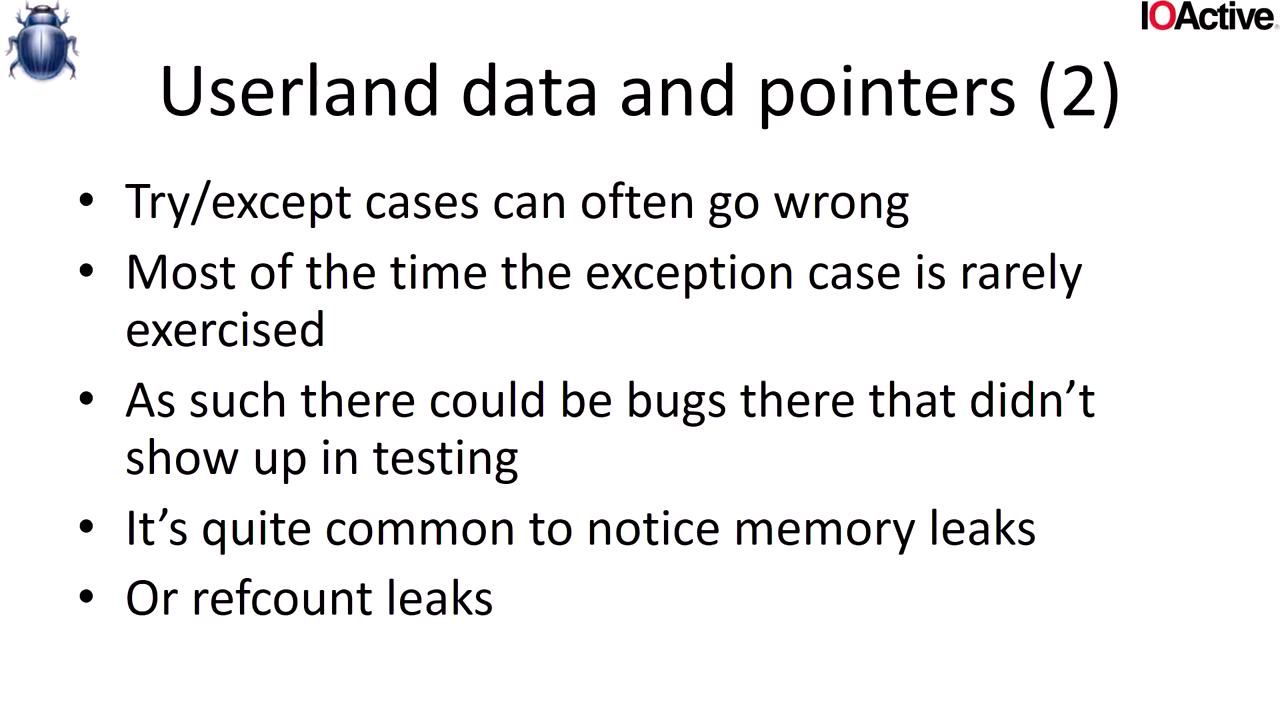 IOActive
Userland data and pointers (2)
• Try/except cases can often go wrong
• Most of the time the exception case is rarely
exercised
• As such there could be bugs there that didn’t
show up in testing
• It’s quite common to notice memory leaks
• Or refcount leaks